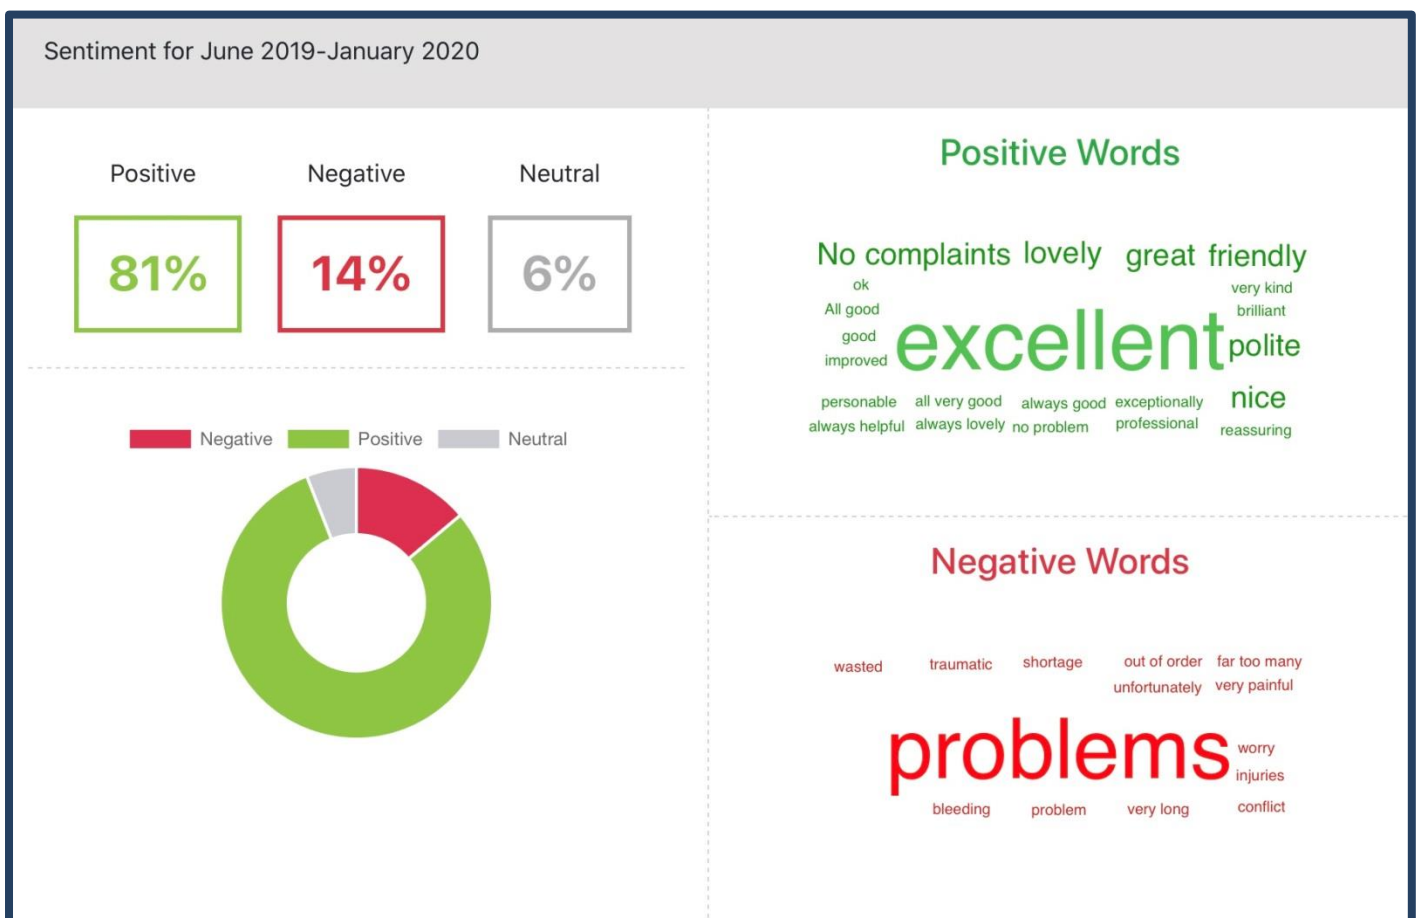 Sentiment for June 2019-January 2020
Positive Negative Neutral
81% 14% 6%
Negative Positive Neutral
Positive Words
No complaints lovely great friendly
ok very kind
All good brilliant
good excellent polite
improved
personable all very good always good exceptionally nice
always helpful always lovely no problem professional reassuring
Negative Words
wasted traumatic shortage out of order far too many
unfortunately very painful
problems worry
injuries
bleeding problem very long conflict